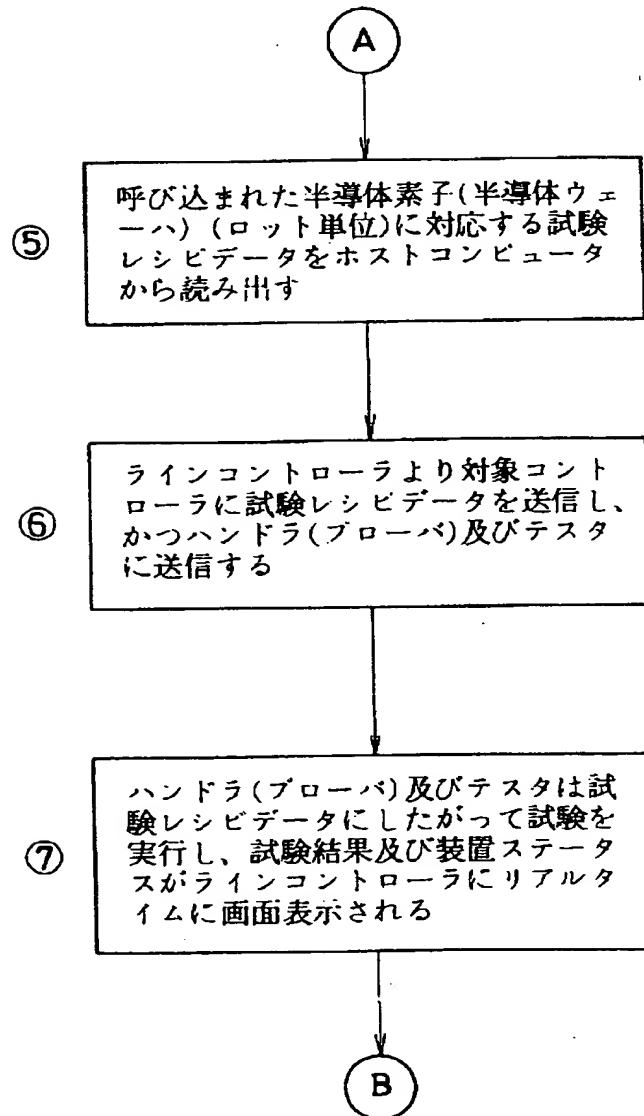 A
⑤
呼び込まれた半導体素子(半導体ウェ
ーハ)(ロット単位)に対応する試験
レシピデータをホストコンピュータ
から読み出す
⑥
ラインコントローラより対象コント
ローラに試験レシピデータを送信し、
かつハンドラ(プローバ)及びテスタ
に送信する
⑦
ハンドラ(プローバ)及びテスタは試
験レシピデータにしたがって試験を
実行し、試験結果及び装置ステータ
スがラインコントローラにリアルタ
イムに画面表示される
B